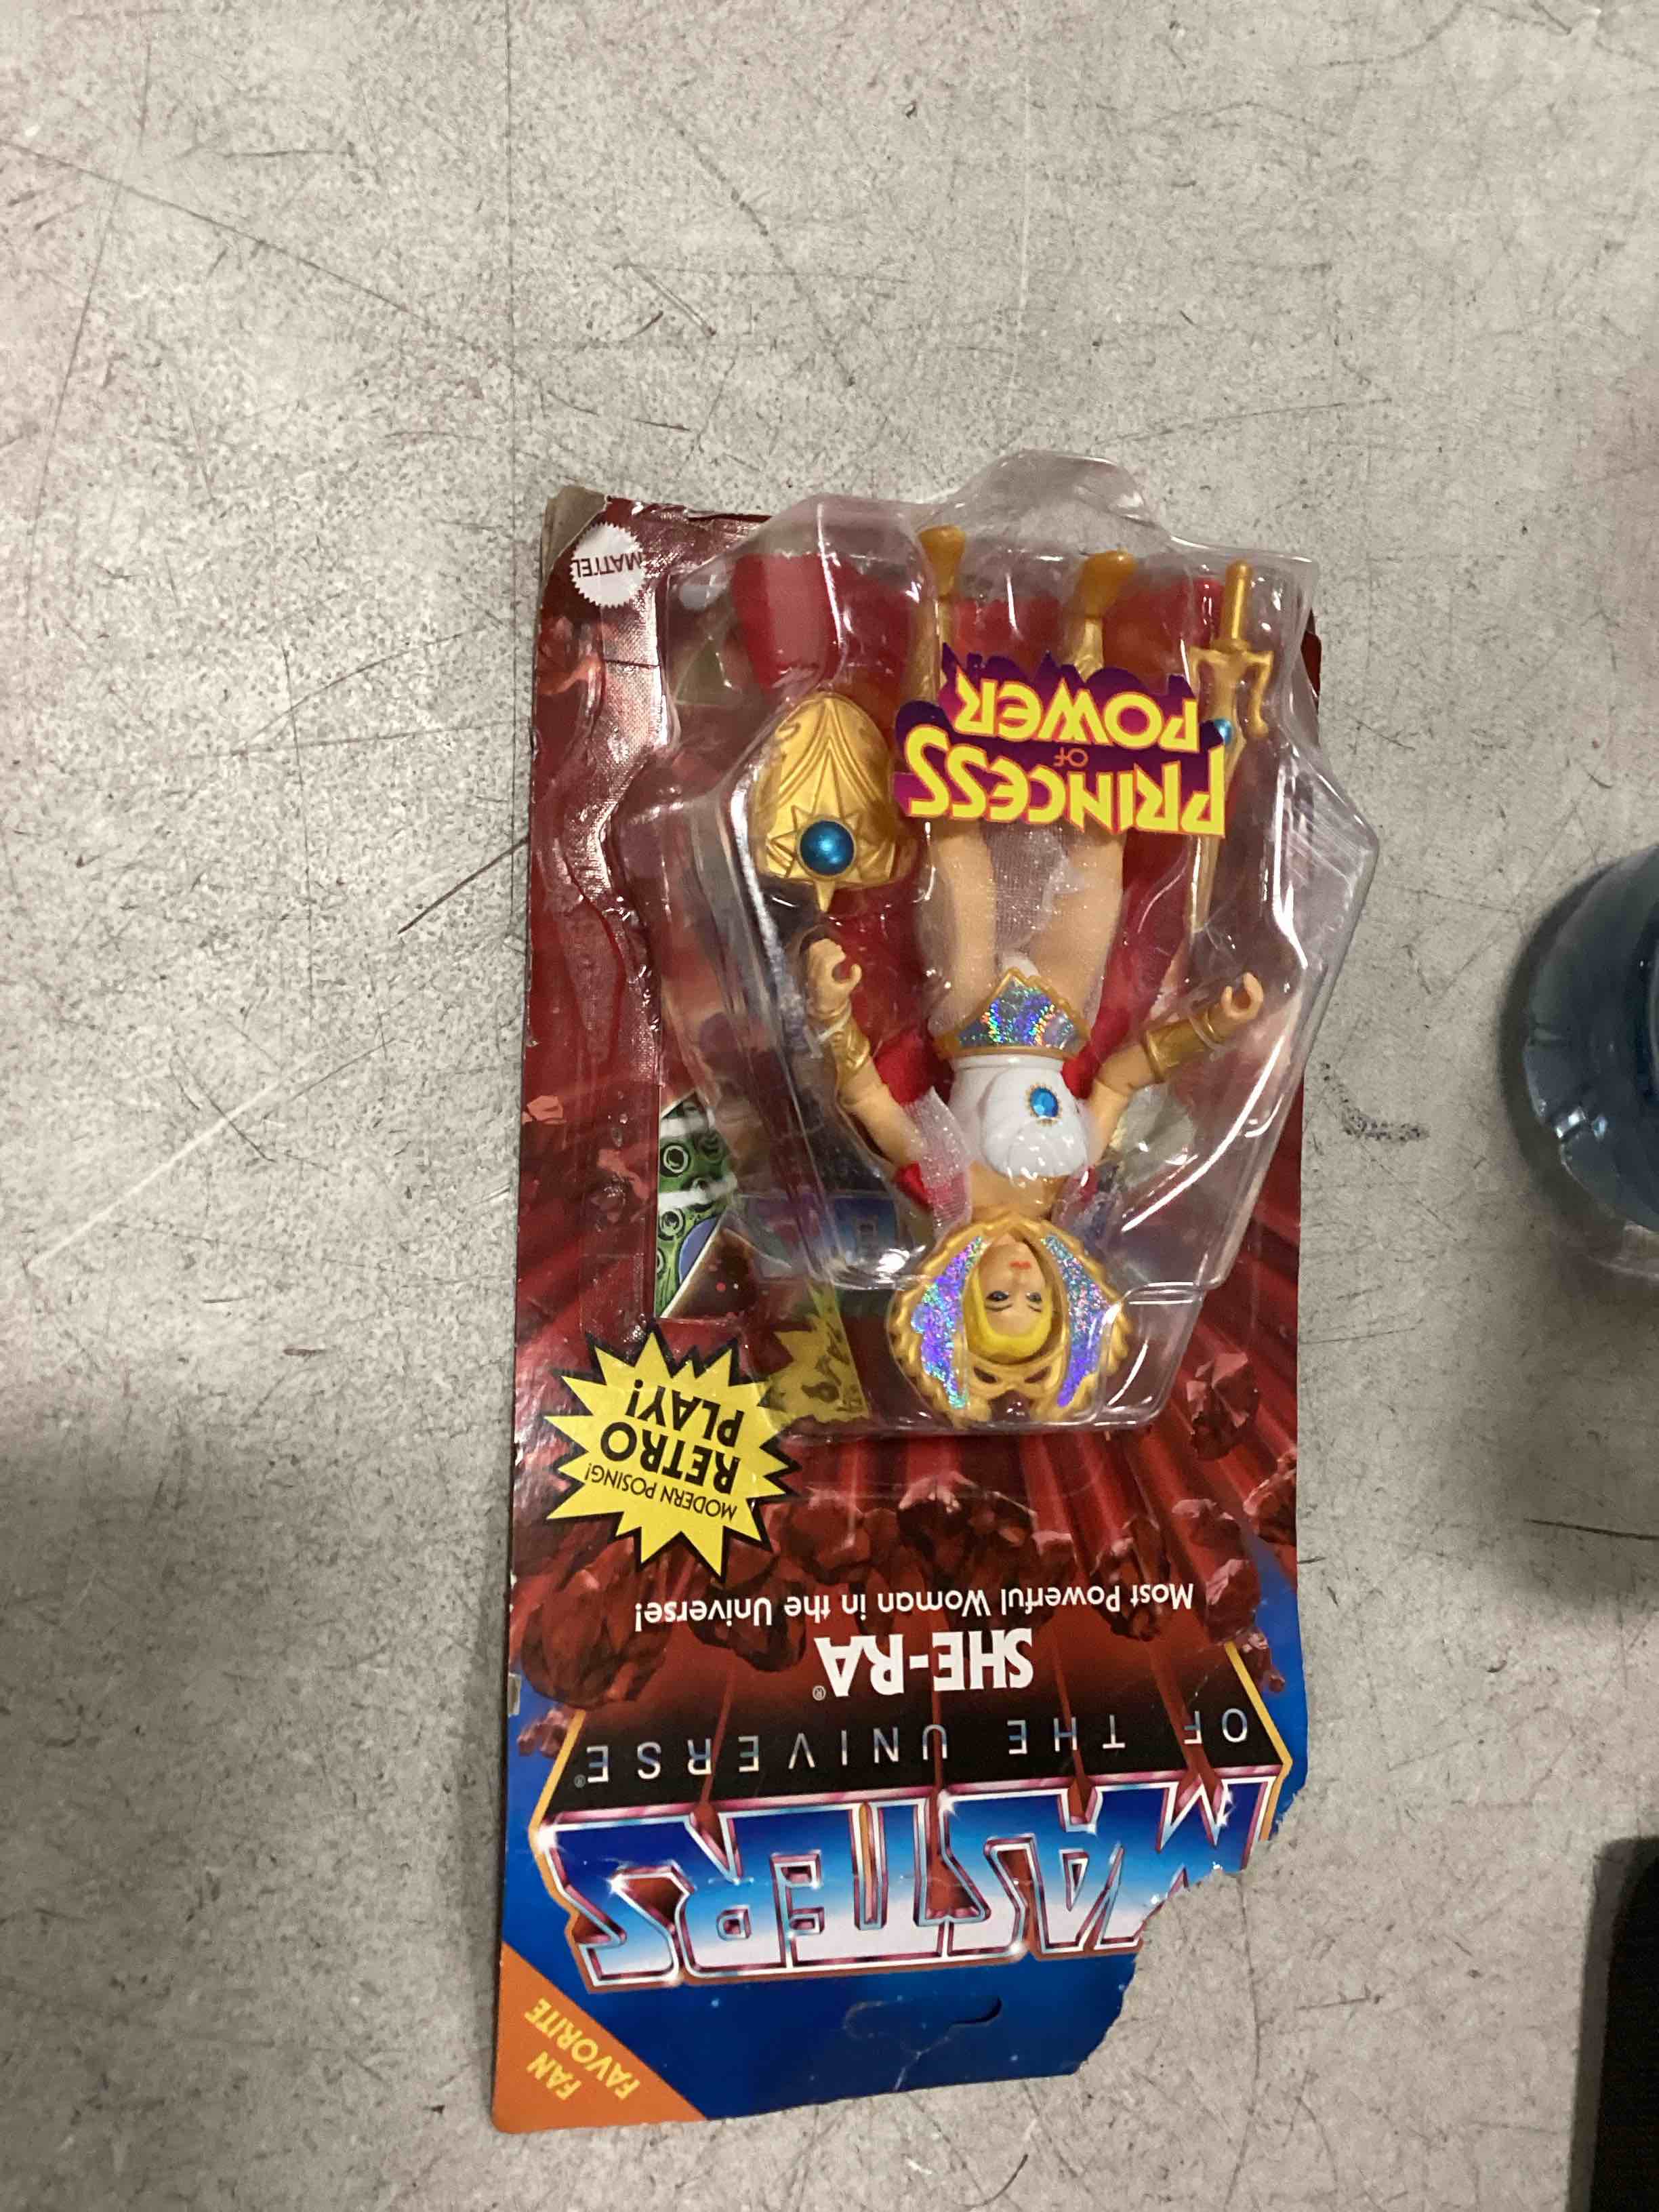 FAN
FAVORITE
MASTERS
OF THE UNIVERSE®
SHE-RA®
Most Powerful Woman in the Universe!
MODERN POSING!
RETRO
PLAY!
PRINCESS
OF
POWER
MATTEL